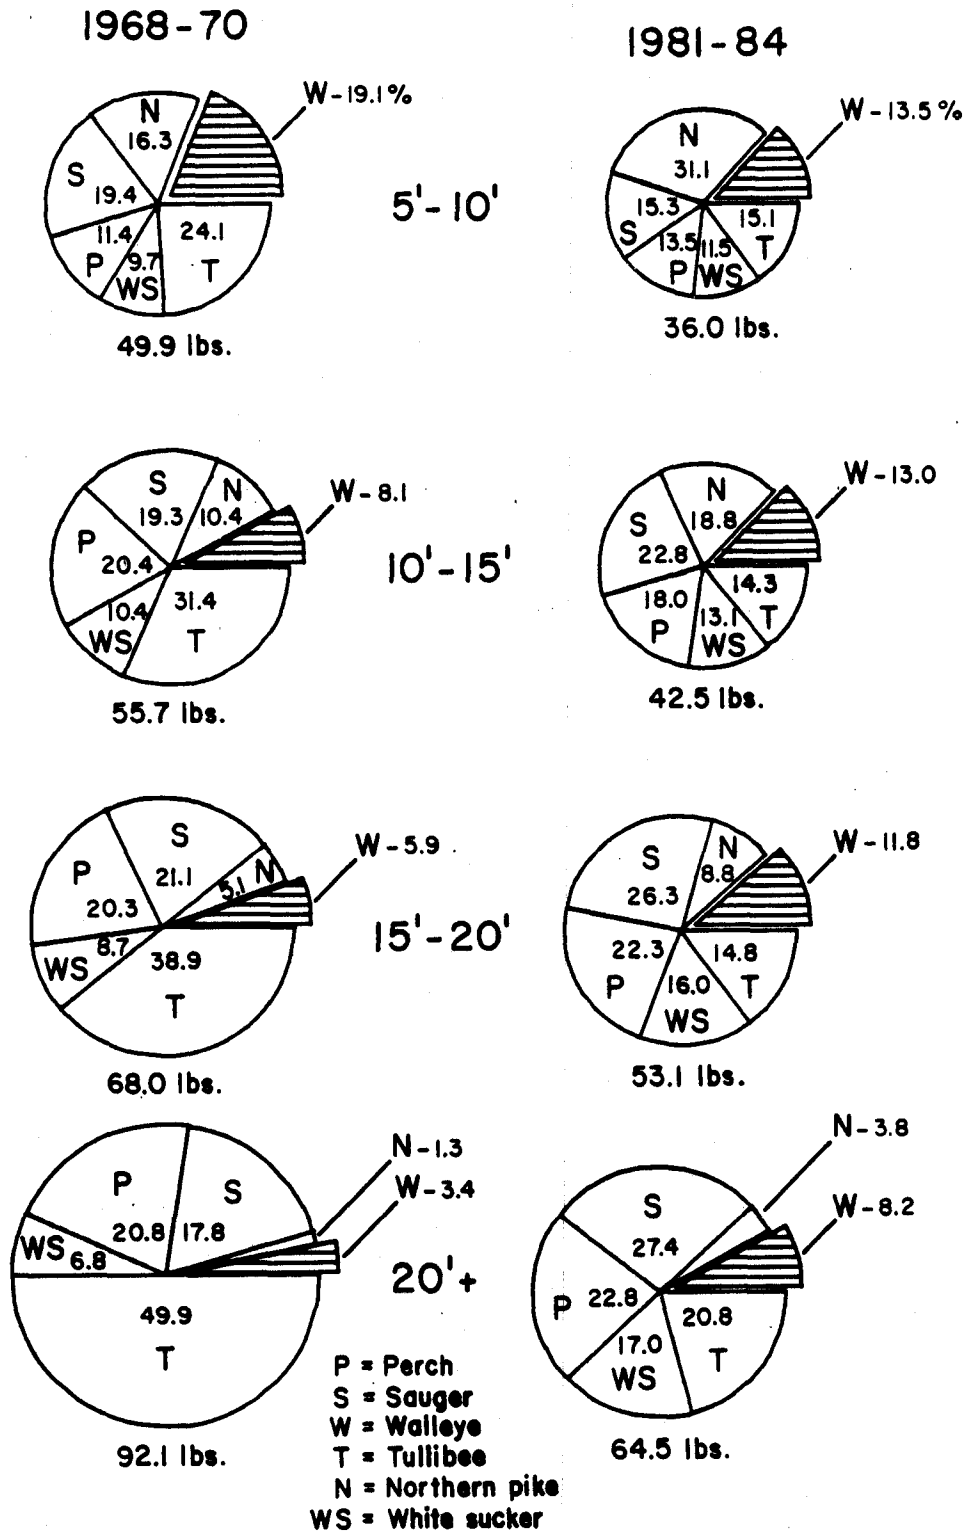 1968-70
1981-84
N
16.3
W-19.1%
S
19.4
11.4
P
9.7
WS
24.1
T
49.9 lbs.
5'-10'
N
31.1
W-13.5%
15.3
S
13.5
P
11.5
WS
15.1
T
36.0 lbs.
S
19.3
N
10.4
W-8.1
P
20.4
10.4
WS
31.4
T
55.7 lbs.
10'-15'
N
18.8
W-13.0
S
22.8
18.0
P
13.1
WS
14.3
T
42.5 lbs.
S
21.1
5.1 N
W-5.9
P
20.3
8.7
WS
38.9
T
68.0 lbs.
15'-20'
S
26.3
N
8.8
W-11.8
22.3
P
16.0
WS
14.8
T
53.1 lbs.
P
20.8
S
17.8
N-1.3
W-3.4
WS 6.8
49.9
T
92.1 lbs.
20'+
S
27.4
N-3.8
W-8.2
P 22.8
17.0
WS
20.8
T
64.5 lbs.
P = Perch
S = Sauger
W = Walleye
T = Tullibee
N = Northern pike
WS = White sucker